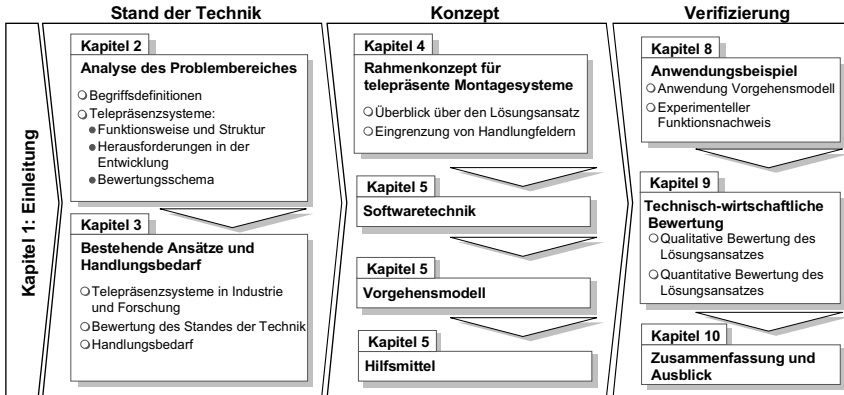 Kapitel 1: Einleitung
Stand der Technik
Kapitel 2
Analyse des Problembereiches
Begriffsdefinitionen
Telepräsenzsysteme:
Funktionsweise und Struktur
Herausforderungen in der
Entwicklung
Bewertungsschema
Kapitel 3
Bestehende Ansätze und
Handlungsbedarf
Telepräsenzsysteme in Industrie
und Forschung
Bewertung des Standes der Technik
Handlungsbedarf
Konzept
Kapitel 4
Rahmenkonzept für
telepräsente Montagesysteme
Überblick über den Lösungsansatz
Eingrenzung von Handlungfeldern
Kapitel 5
Softwaretechnik
Kapitel 5
Vorgehensmodell
Kapitel 5
Hilfsmittel
Verifizierung
Kapitel 8
Anwendungsbeispiel
Anwendung Vorgehensmodell
Experimenteller
Funktionsnachweis
Kapitel 9
Technisch-wirtschaftliche
Bewertung
Qualitative Bewertung des
Lösungsansatzes
Quantitative Bewertung des
Lösungsansatzes
Kapitel 10
Zusammenfassung und
Ausblick